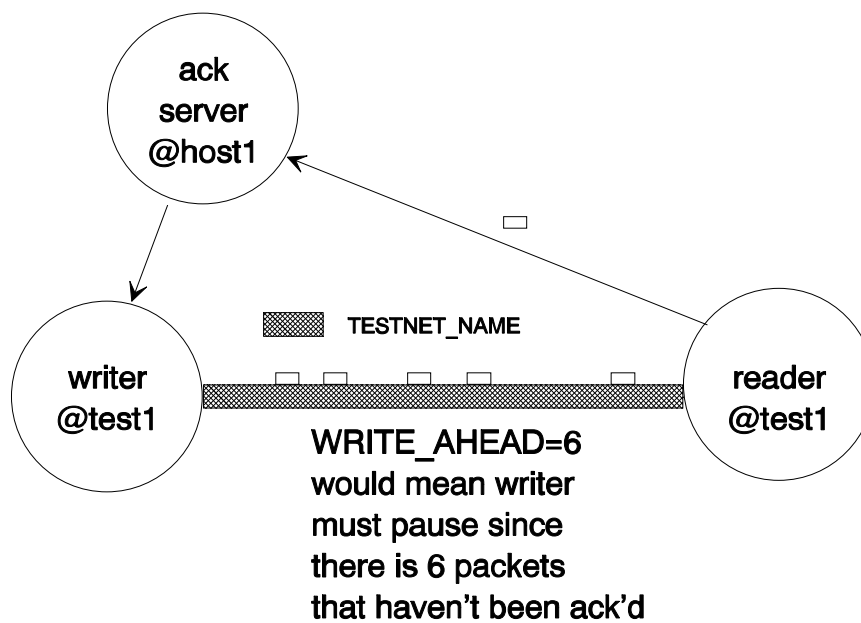 ack
server
@host1
TESTNET_NAME
writer
@test1
reader
@test1
WRITE_AHEAD=6
would mean writer
must pause since
there is 6 packets
that haven't been ack'd